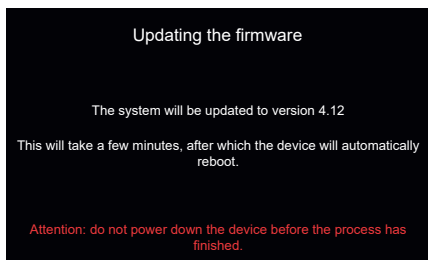 Updating the firmware
The system will be updated to version 4.12
This will take a few minutes, after which the device will automatically
reboot.
Attention: do not power down the device before the process has
finished.